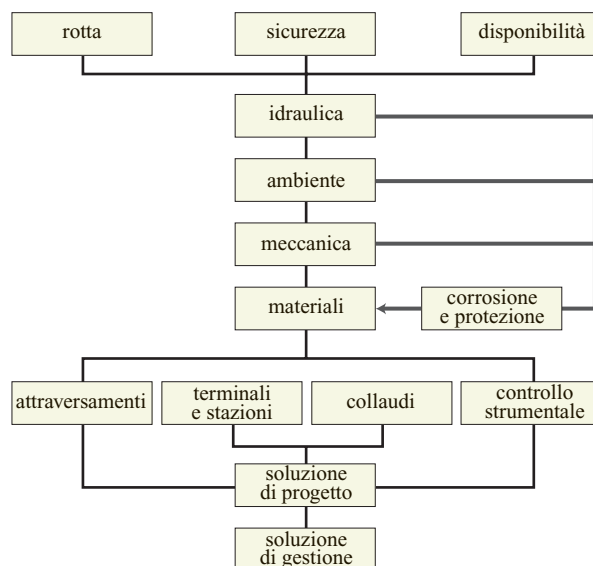 rotta
sicurezza
disponibilità
idraulica
ambiente
meccanica
materiali
corrosione
e protezione
attraversamenti
terminali
e stazioni
collaudi
controllo
strumentale
soluzione
di progetto
soluzione
di gestione